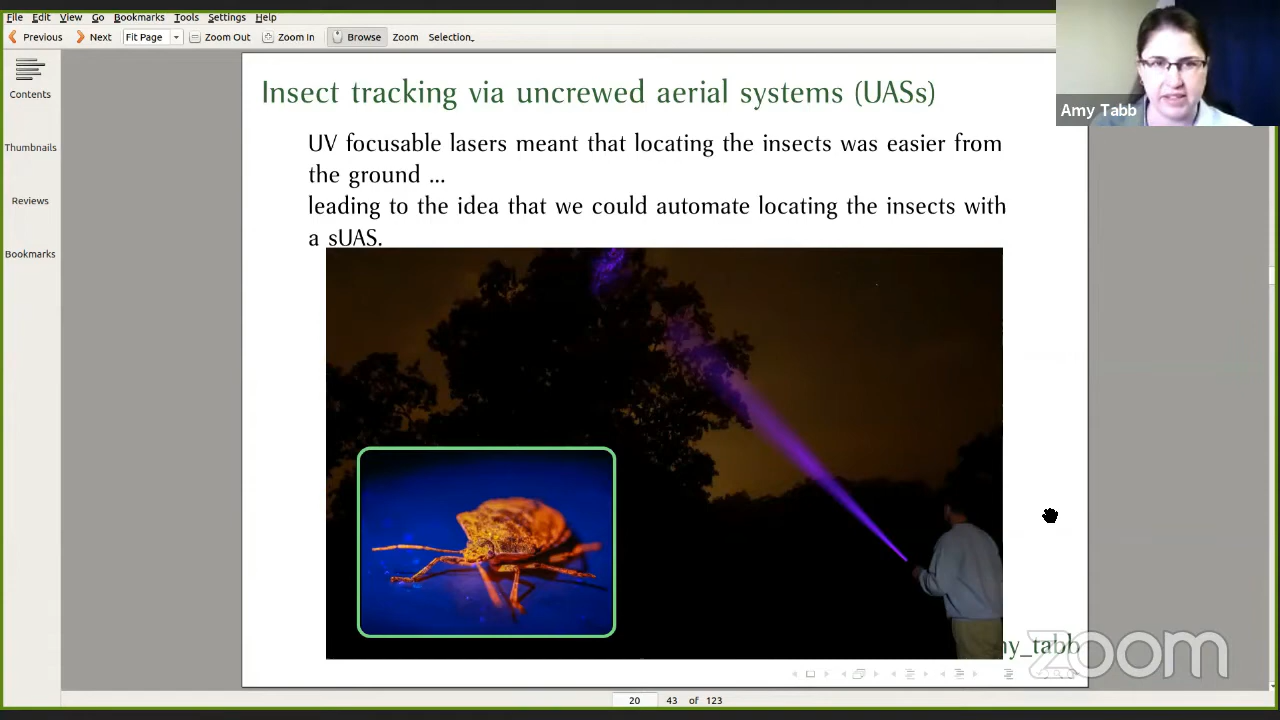 File Edit View Go Bookmarks Tools Settings Help
Previous Next Fit Page Zoom Out Zoom In Browse Zoom Selection
Contents
Thumbnails
Reviews
Bookmarks
Amy Tabb
Insect tracking via uncrewed aerial systems (UASs)
UV focusable lasers meant that locating the insects was easier from
the ground ...
leading to the idea that we could automate locating the insects with
a sUAS.
my_tabb
zoom
20 43 of 123